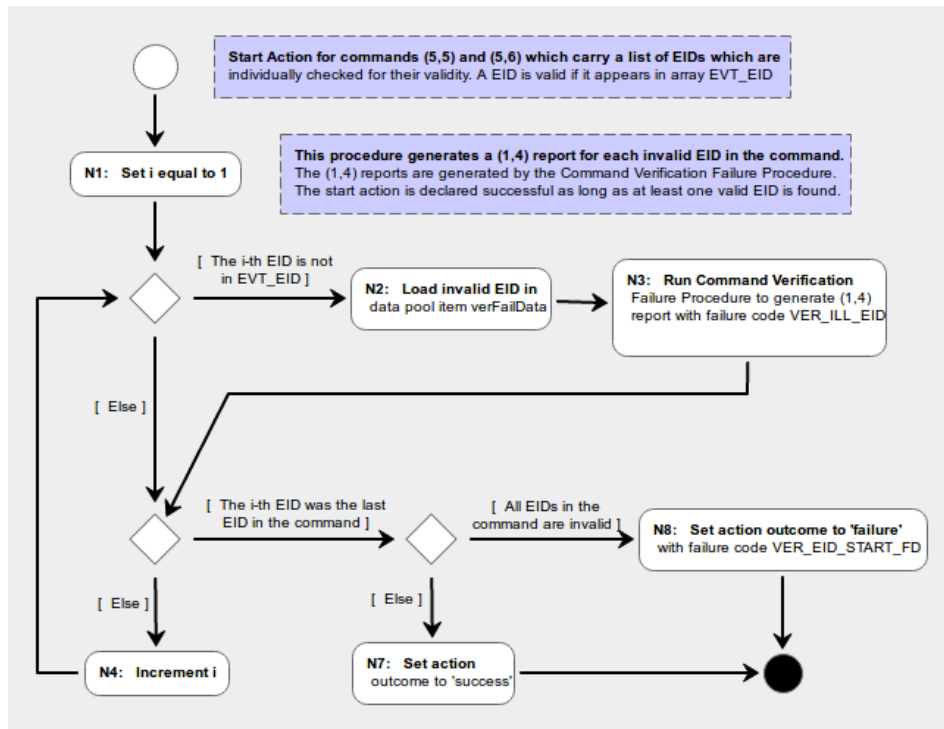 Start Action for commands (5,5) and (5,6) which carry a list of EIDs which are
individually checked for their validity. A EID is valid if it appears in array EVT_EID
This procedure generates a (1,4) report for each invalid EID in the command.
The (1,4) reports are generated by the Command Verification Failure Procedure.
The start action is declared successful as long as at least one valid EID is found.
N1: Set i equal to 1
[ The i-th EID is not
in EVT_EID ]
N2: Load invalid EID in
data pool item verFailData
N3: Run Command Verification
Failure Procedure to generate (1,4)
report with failure code VER_ILL_EID
[ Else ]
[ The i-th EID was the last
EID in the command ]
[ All EIDs in the
command are invalid ]
N8: Set action outcome to 'failure'
with failure code VER_EID_START_FD
[ Else ]
[ Else ]
N4: Increment i
N7: Set action
outcome to 'success'